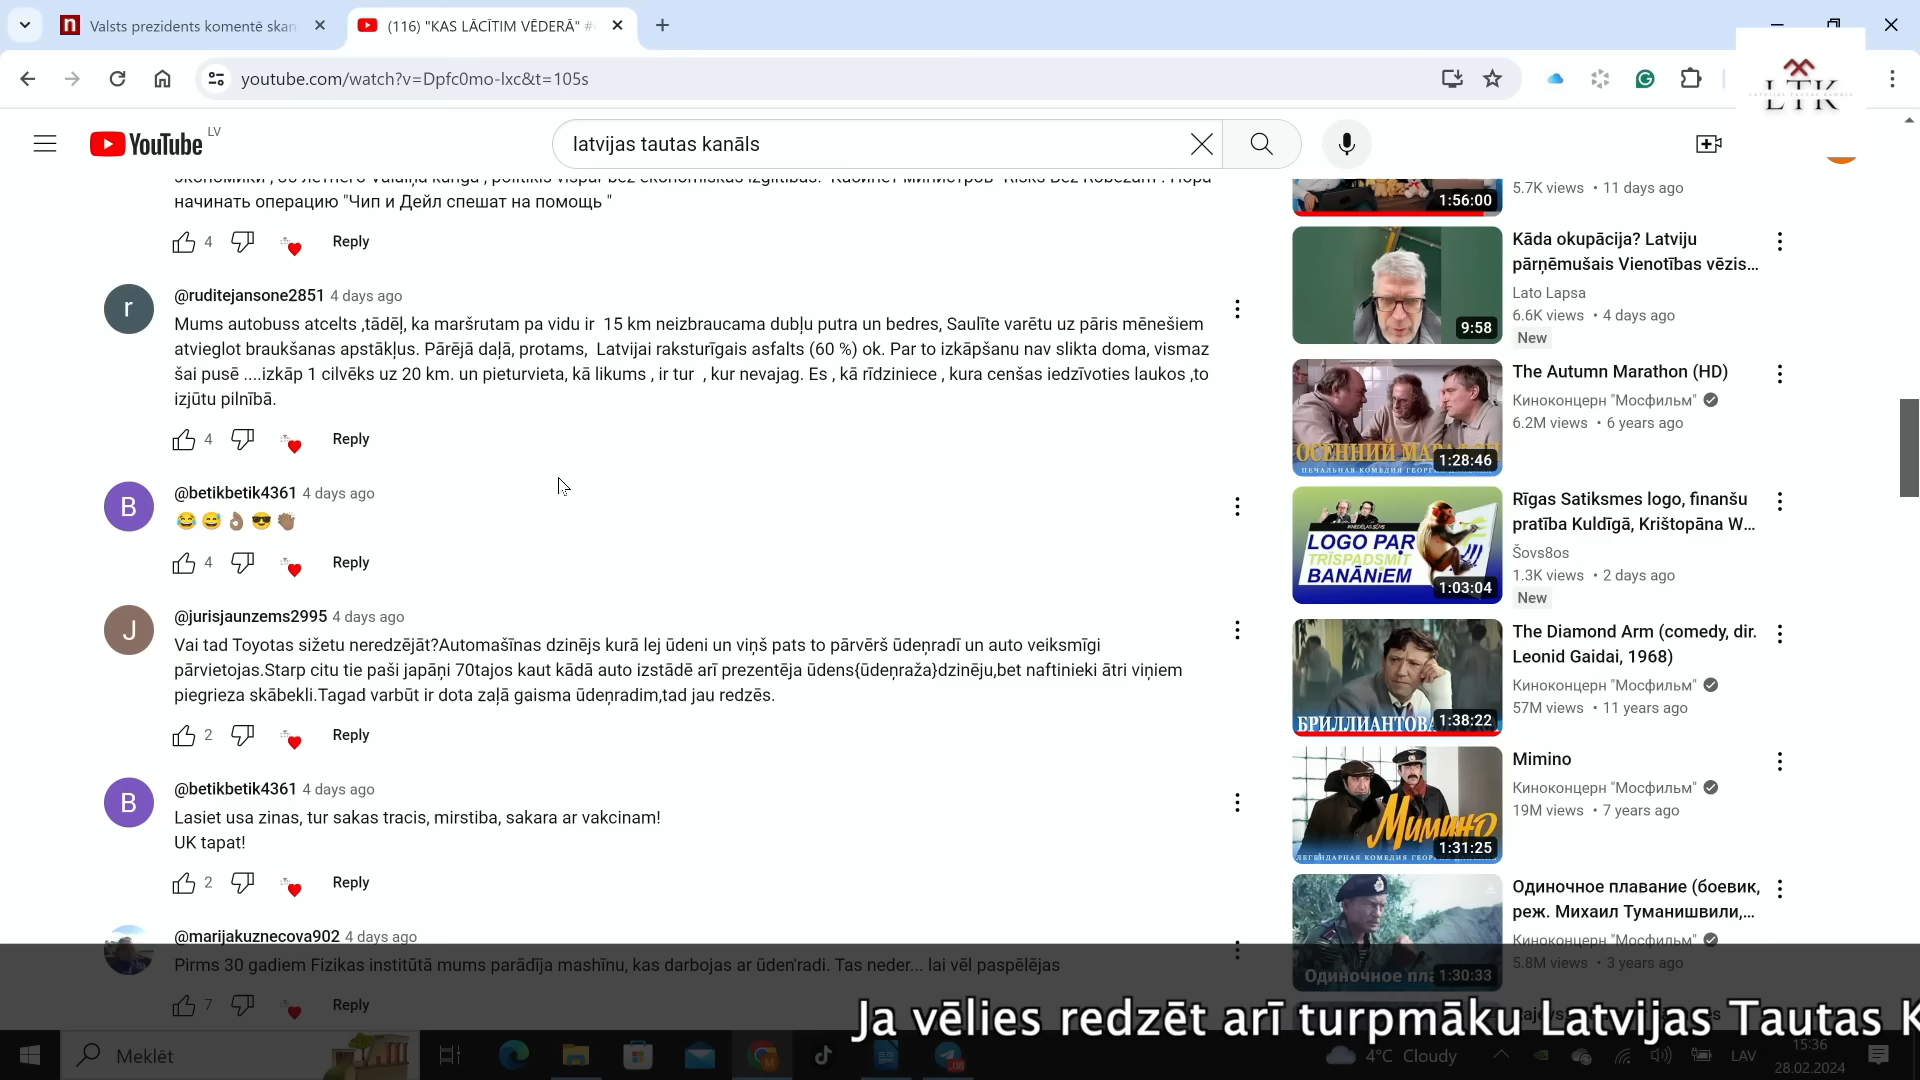 Valsts prezidents komentē skan
(116) "KAS LĀCĪTIM VĒDERĀ" #
youtube.com/watch?v=Dpfc0mo-lxc&t=105s
LTK
YouTube LV
latvijas tautas kanāls
начинать операцию "Чип и Дейл спешат на помощь "
4 Reply
r
@ruditejansone2851 4 days ago
Mums autobuss atcelts ,tādēļ, ka maršrutam pa vidu ir 15 km neizbraucama dubļu putra un bedres, Saulīte varētu uz pāris mēnešiem
atvieglot braukšanas apstākļus. Pārējā daļā, protams, Latvijai raksturīgais asfalts (60 %) ok. Par to izkāpšanu nav slikta doma, vismaz
šai pusē ....izkāp 1 cilvēks uz 20 km. un pieturvieta, kā likums , ir tur , kur nevajag. Es , kā rīdziniece , kura cenšas iedzīvoties laukos ,to
izjūtu pilnībā.
4 Reply
B
@betikbetik4361 4 days ago
😂😅👌🏽😎👏🏽
4 Reply
J
@jurisjaunzems2995 4 days ago
Vai tad Toyotas sižetu neredzējāt?Automašīnas dzinējs kurā lej ūdeni un viņš pats to pārvērš ūdeņradī un auto veiksmīgi
pārvietojas.Starp citu tie paši japāņi 70tajos kaut kādā auto izstādē arī prezentēja ūdens{ūdeņraža}dzinēju,bet naftinieki ātri viņiem
piegrieza skābekli.Tagad varbūt ir dota zaļā gaisma ūdeņradim,tad jau redzēs.
2 Reply
B
@betikbetik4361 4 days ago
Lasiet usa zinas, tur sakas tracis, mirstiba, sakara ar vakcinam!
UK tapat!
2 Reply
@marijakuznecova902 4 days ago
Pirms 30 gadiem Fizikas institūtā mums parādīja mashīnu, kas darbojas ar ūden'radi. Tas neder... lai vēl paspēlējas
7 Reply
1:56:00
5.7K views • 11 days ago
9:58
Kāda okupācija? Latviju
pārņēmušais Vienotības vēzis...
Lato Lapsa
6.6K views • 4 days ago
New
1:28:46
The Autumn Marathon (HD)
Киноконцерн "Мосфильм"
6.2M views • 6 years ago
LOGO PAR
TRĪSPADSMIT
BANĀNIEM
1:03:04
Rīgas Satiksmes logo, finanšu
pratība Kuldīgā, Krištopāna W...
Šovs8os
1.3K views • 2 days ago
New
БРИЛЛИАНТОВА
1:38:22
The Diamond Arm (comedy, dir.
Leonid Gaidai, 1968)
Киноконцерн "Мосфильм"
57M views • 11 years ago
Мимино
1:31:25
Mimino
Киноконцерн "Мосфильм"
19M views • 7 years ago
Одиночное пла
1:30:33
Одиночное плавание (боевик,
реж. Михаил Туманишвили,...
Киноконцерн "Мосфильм"
5.8M views • 3 years ago
Ja vēlies redzēt arī turpmāku Latvijas Tautas K
Meklēt
4°C Cloudy
LAV
15:36
28.02.2024